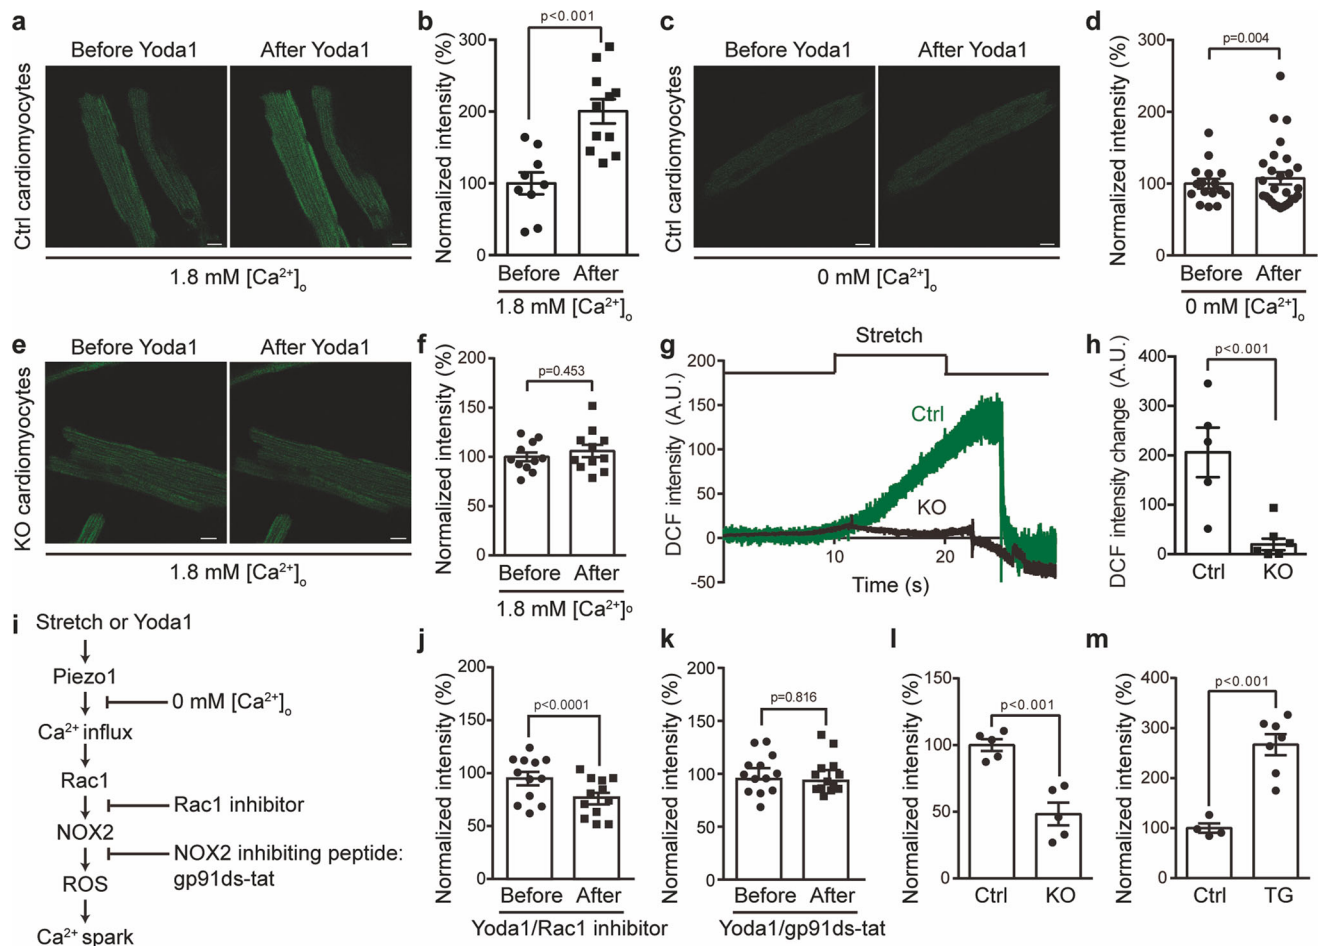 a
Before Yoda1
After Yoda1
Ctrl cardiomyocytes
1.8 mM [Ca²⁺]ₒ
b
p<0.001
Normalized intensity (%)
300
200
100
0
Before
After
1.8 mM [Ca²⁺]ₒ
c
Before Yoda1
After Yoda1
Ctrl cardiomyocytes
0 mM [Ca²⁺]ₒ
d
p=0.004
Normalized intensity (%)
300
200
100
0
Before
After
0 mM [Ca²⁺]ₒ
e
Before Yoda1
After Yoda1
KO cardiomyocytes
1.8 mM [Ca²⁺]ₒ
f
p=0.453
Normalized intensity (%)
200
150
100
50
0
Before
After
1.8 mM [Ca²⁺]ₒ
g
Stretch
DCF intensity (A.U.)
200
150
100
50
0
-50
Ctrl
KO
10
20
Time (s)
h
p<0.001
DCF intensity change (A.U.)
400
300
200
100
0
Ctrl
KO
i
Stretch or Yoda1
Piezo1
0 mM [Ca²⁺]ₒ
Ca²⁺ influx
Rac1
Rac1 inhibitor
NOX2
NOX2 inhibiting peptide:
gp91ds-tat
ROS
Ca²⁺ spark
j
p<0.0001
Normalized intensity (%)
200
150
100
50
0
Before
After
Yoda1/Rac1 inhibitor
k
p=0.816
Normalized intensity (%)
200
150
100
50
0
Before
After
Yoda1/gp91ds-tat
l
p<0.001
Normalized intensity (%)
150
100
50
0
Ctrl
KO
m
p<0.001
Normalized intensity (%)
400
300
200
100
0
Ctrl
TG